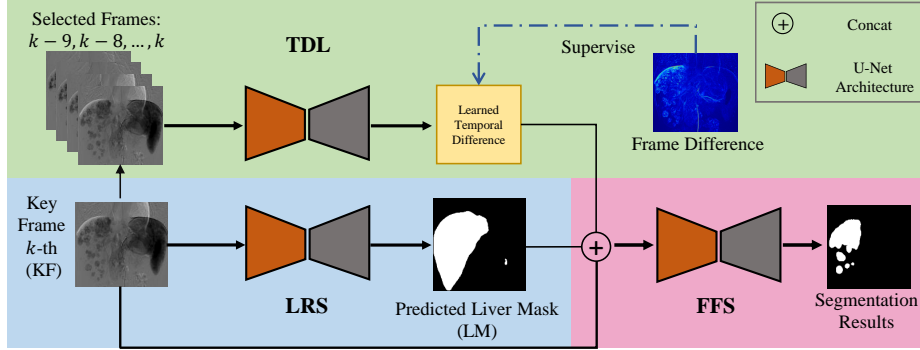 Selected Frames:
k − 9, k − 8, ..., k
TDL
Supervise
Concat
U-Net
Architecture
Learned
Temporal
Difference
Frame Difference
Key
Frame
k-th
(KF)
LRS
Predicted Liver Mask
(LM)
FFS
Segmentation
Results